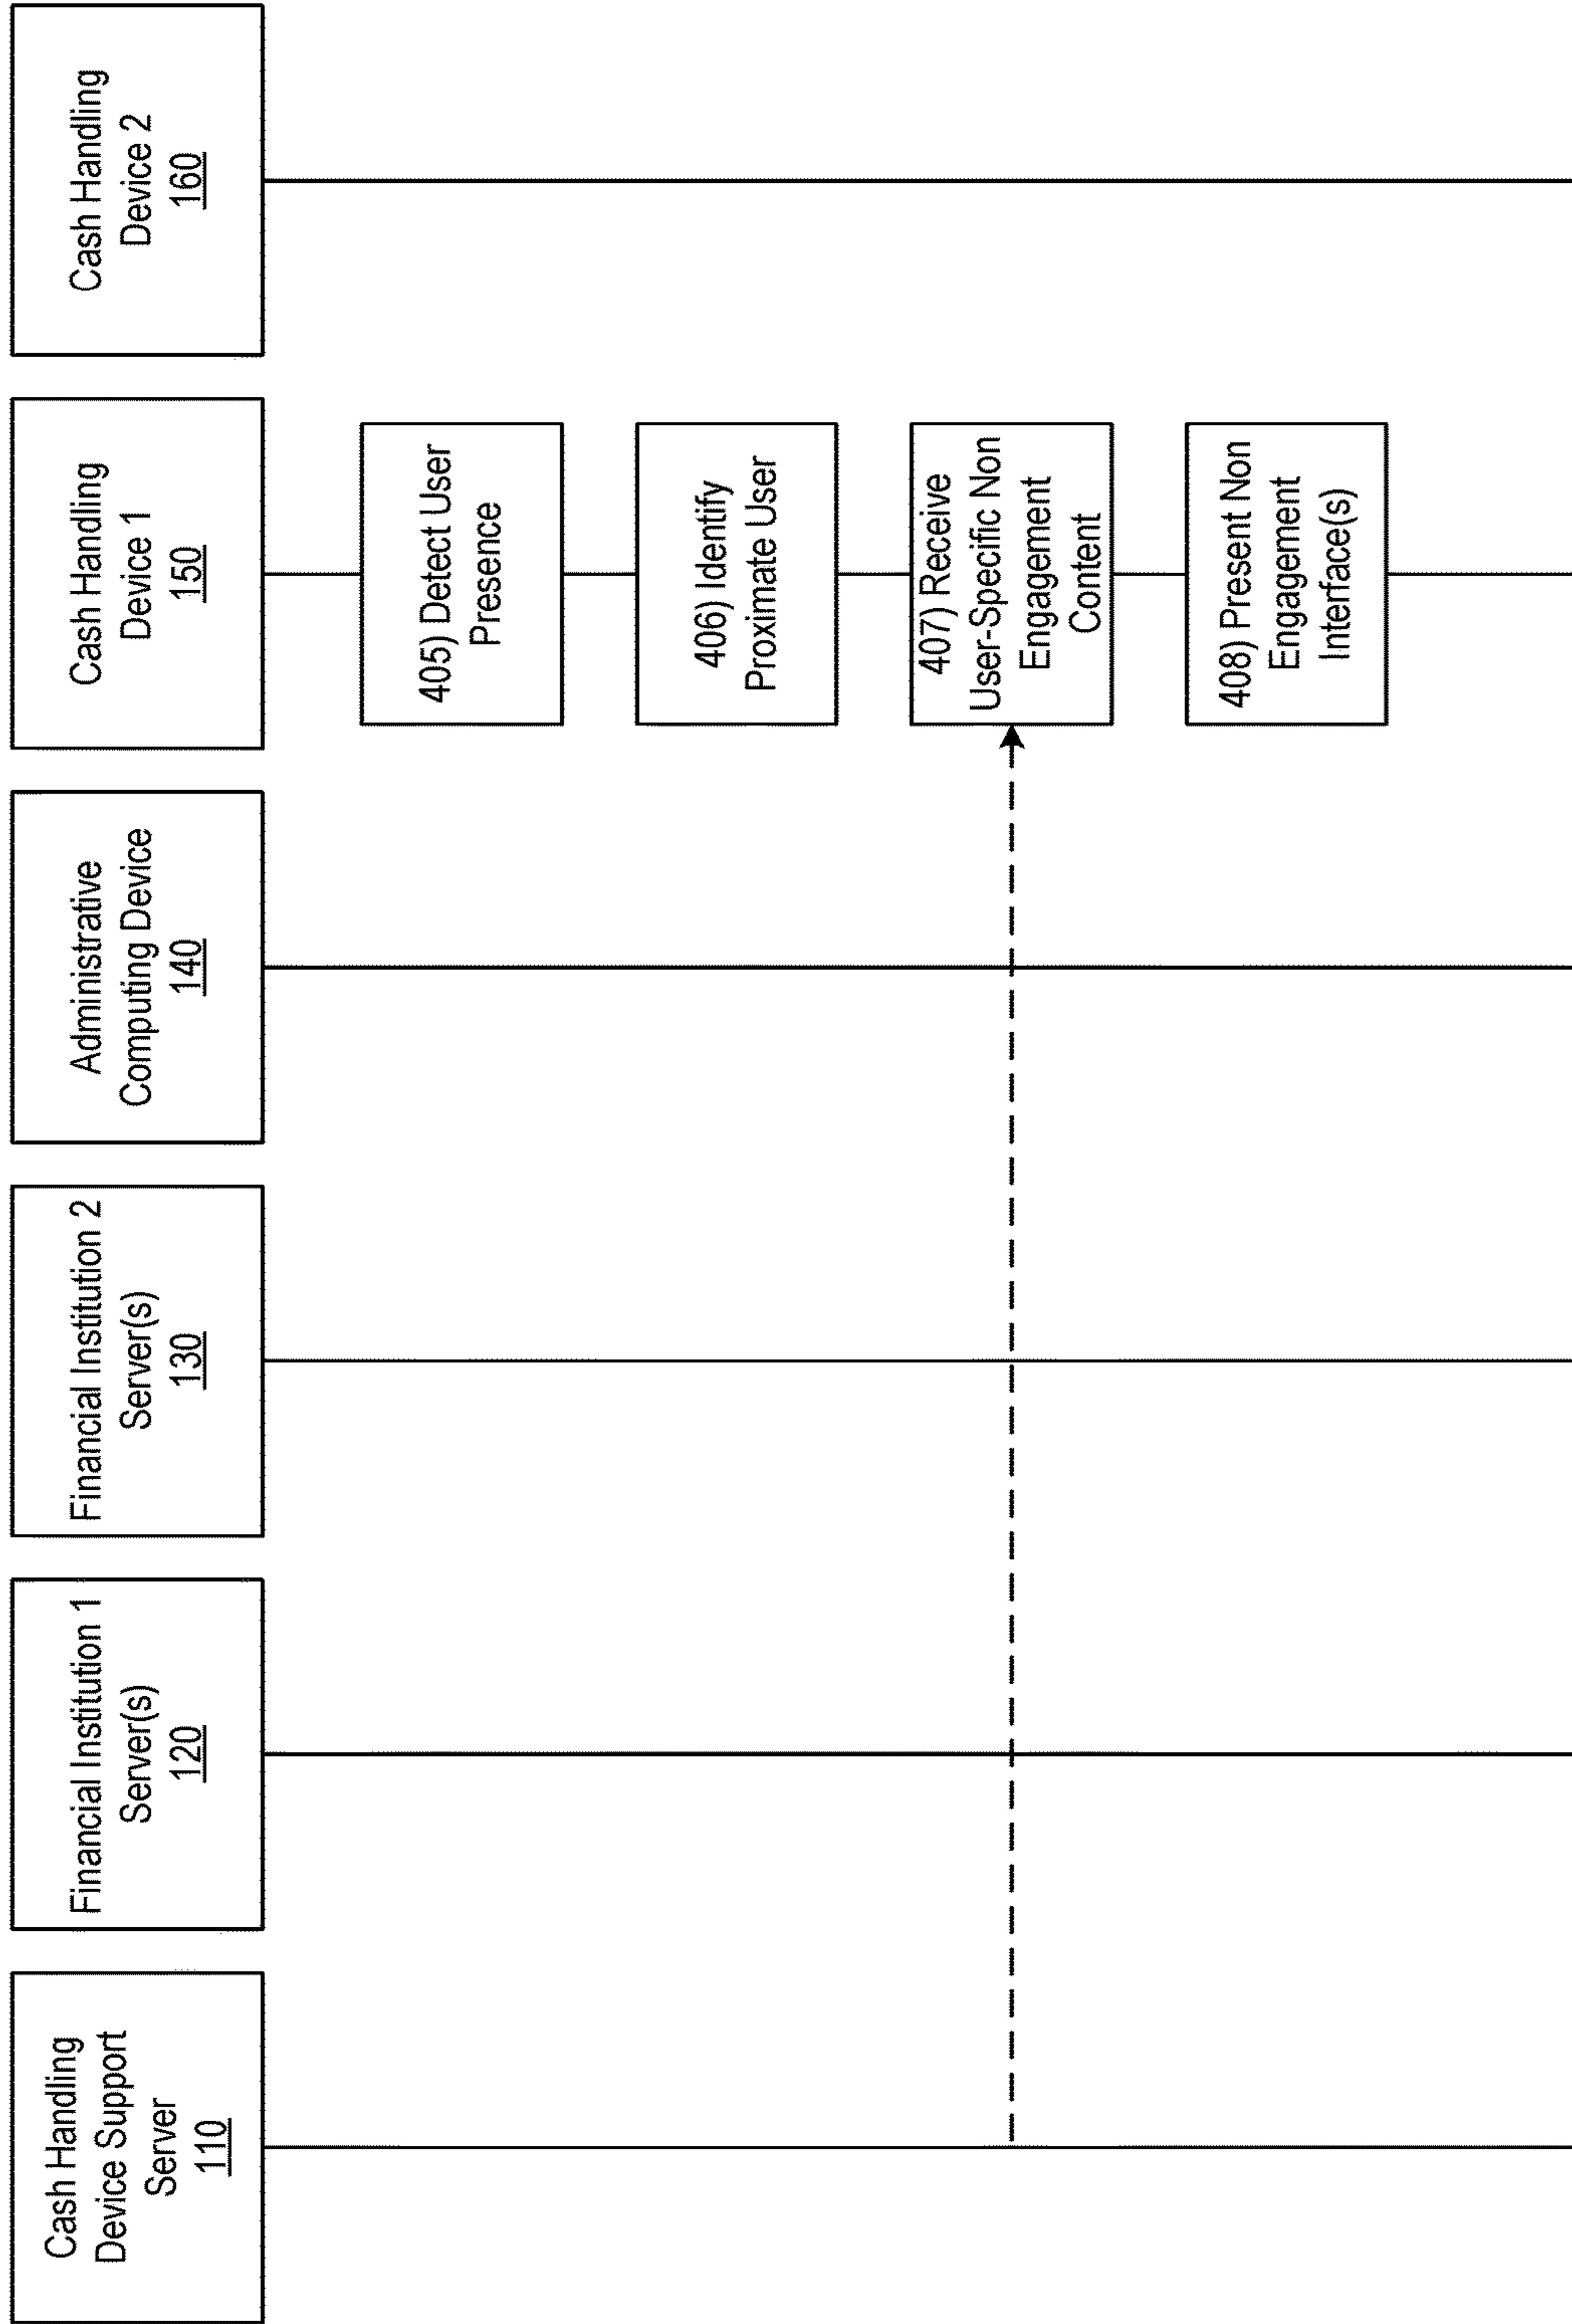 Cash Handling
Device Support
Server
110
Financial Institution 1
Server(s)
120
Financial Institution 2
Server(s)
130
Administrative
Computing Device
140
Cash Handling
Device 1
150
Cash Handling
Device 2
160
405) Detect User
Presence
406) Identify
Proximate User
407) Receive
User-Specific Non
Engagement
Content
408) Present Non
Engagement
Interface(s)